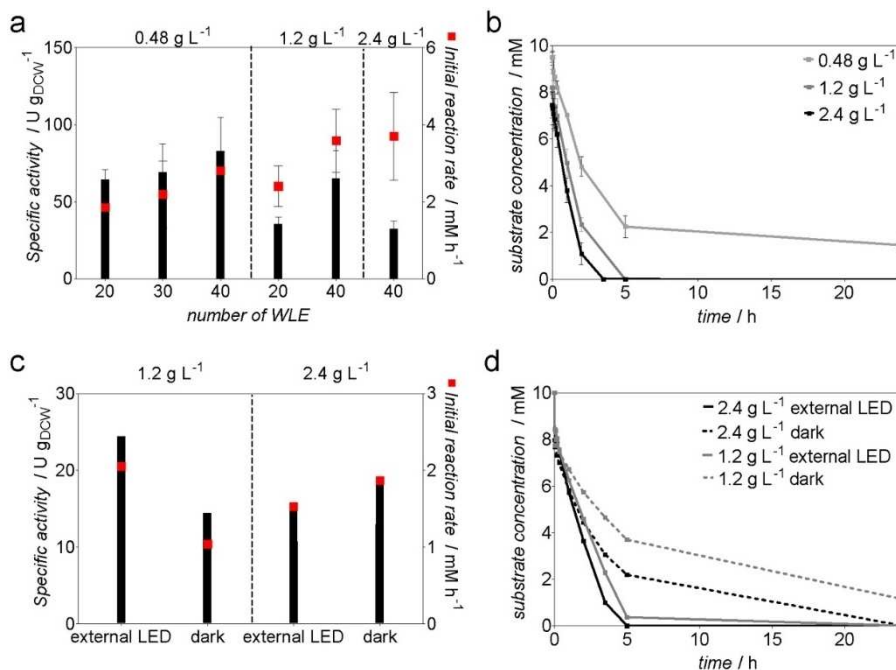 a
0.48 g L⁻¹ 1.2 g L⁻¹ 2.4 g L⁻¹
Specific activity / U gDCW⁻¹
150
100
50
0
6
4
2
0
Initial reaction rate / mM h⁻¹
20 30 40 20 40 40
number of WLE
b
substrate concentration / mM
10
8
6
4
2
0
0.48 g L⁻¹
1.2 g L⁻¹
2.4 g L⁻¹
0 5 10 15 20
time / h
c
1.2 g L⁻¹ 2.4 g L⁻¹
Specific activity / U gDCW⁻¹
30
20
10
0
3
2
1
0
Initial reaction rate / mM h⁻¹
external LED dark external LED dark
d
substrate concentration / mM
10
8
6
4
2
0
2.4 g L⁻¹ external LED
2.4 g L⁻¹ dark
1.2 g L⁻¹ external LED
1.2 g L⁻¹ dark
0 5 10 15 20
time / h